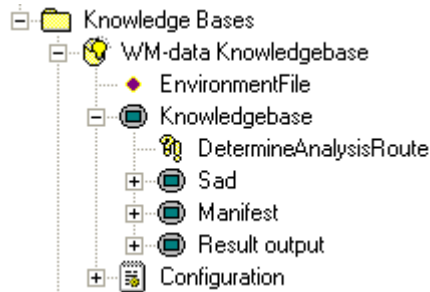 Knowledge Bases
WM-data Knowledgebase
EnvironmentFile
Knowledgebase
DetermineAnalysisRoute
Sad
Manifest
Result output
Configuration